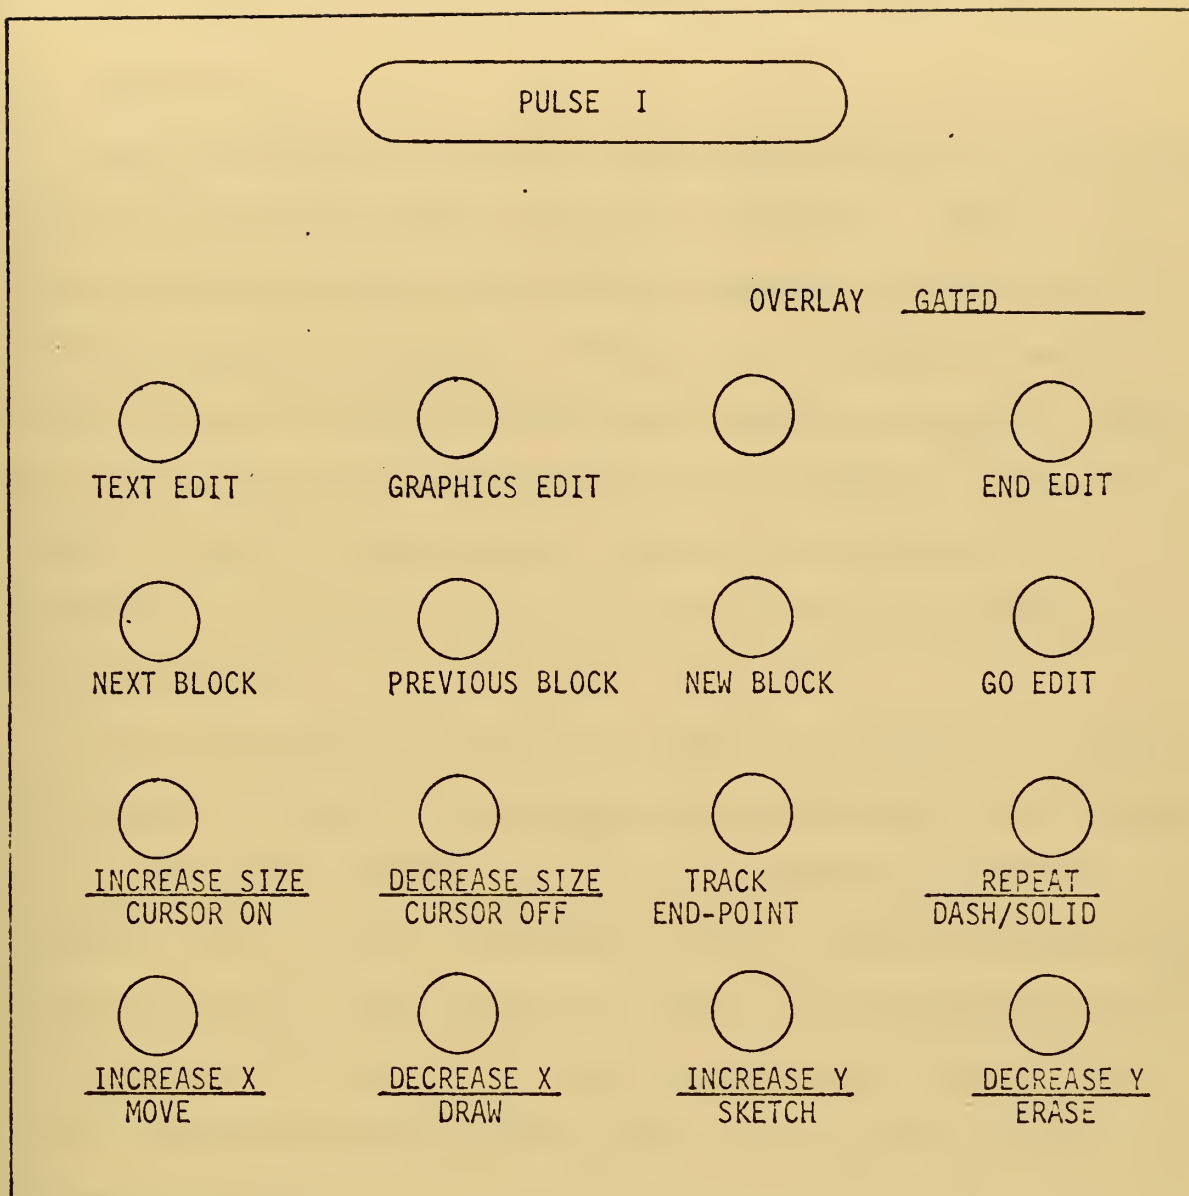 PULSE I
OVERLAY GATED
TEXT EDIT GRAPHICS EDIT END EDIT
NEXT BLOCK PREVIOUS BLOCK NEW BLOCK GO EDIT
INCREASE SIZE DECREASE SIZE TRACK REPEAT
CURSOR ON CURSOR OFF END-POINT DASH/SOLID
INCREASE X DECREASE X INCREASE Y DECREASE Y
MOVE DRAW SKETCH ERASE